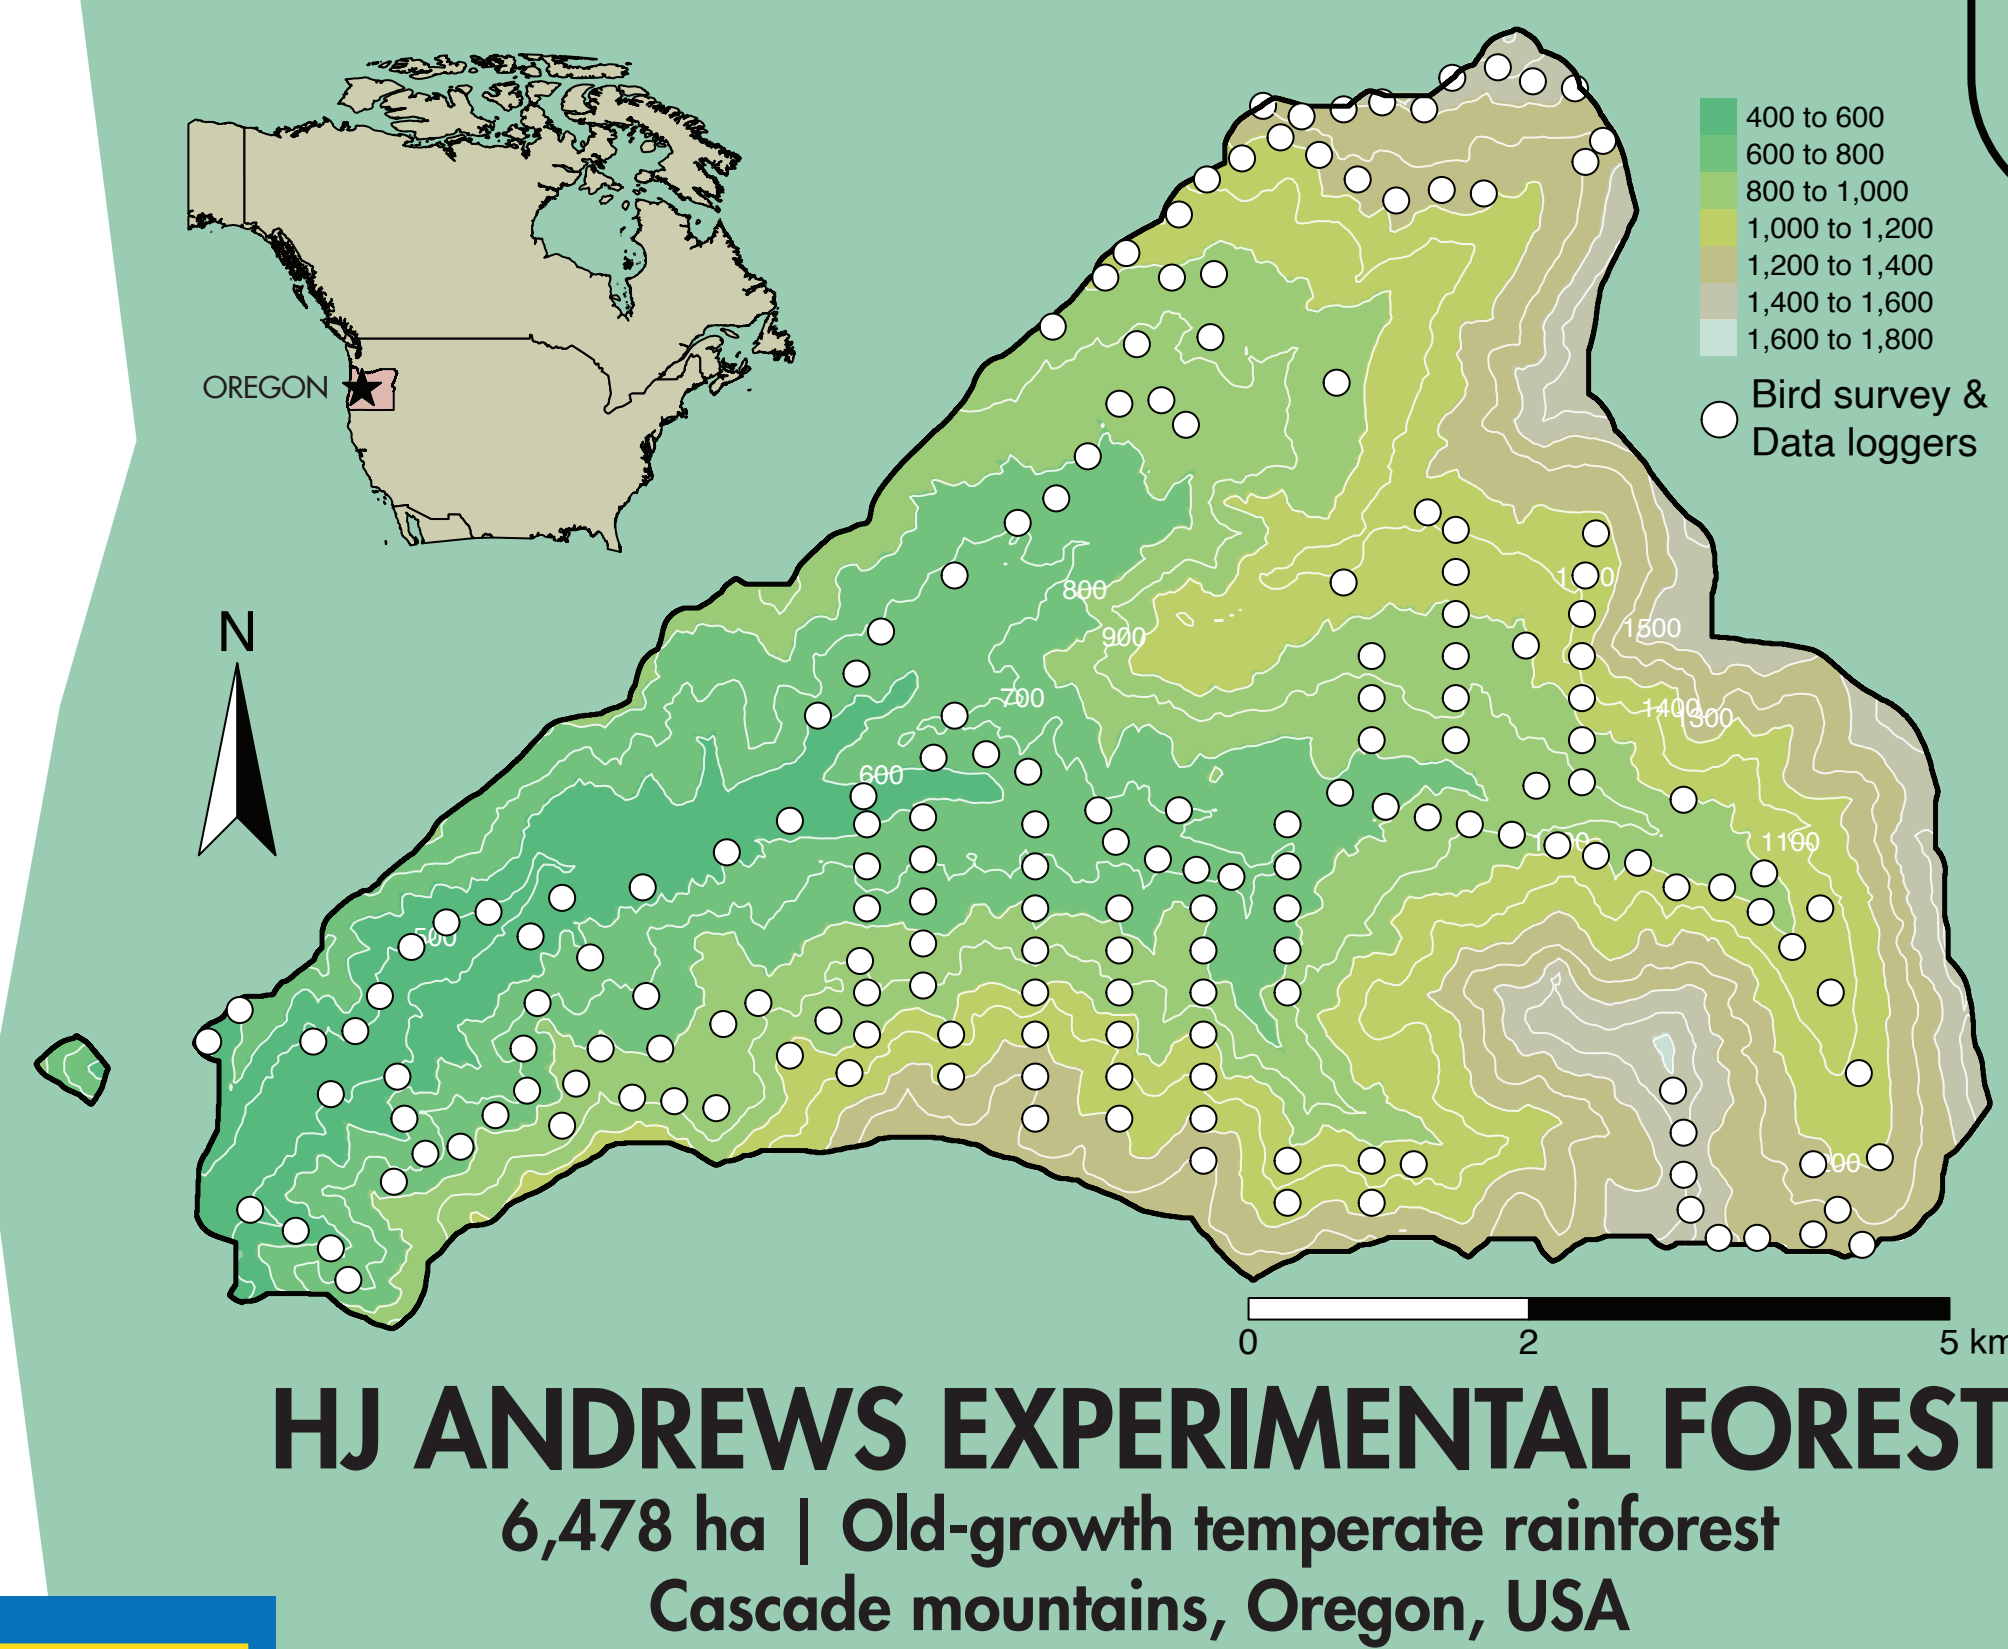 400 to 600
600 to 800
800 to 1,000
1,000 to 1,200
1,200 to 1,400
1,400 to 1,600
1,600 to 1,800
Bird survey &
Data loggers
OREGON
N
800
900
1500
700
1400
1300
600
1100
500
0
2
5 km
HJ ANDREWS EXPERIMENTAL FOREST
6,478 ha | Old-growth temperate rainforest
Cascade mountains, Oregon, USA